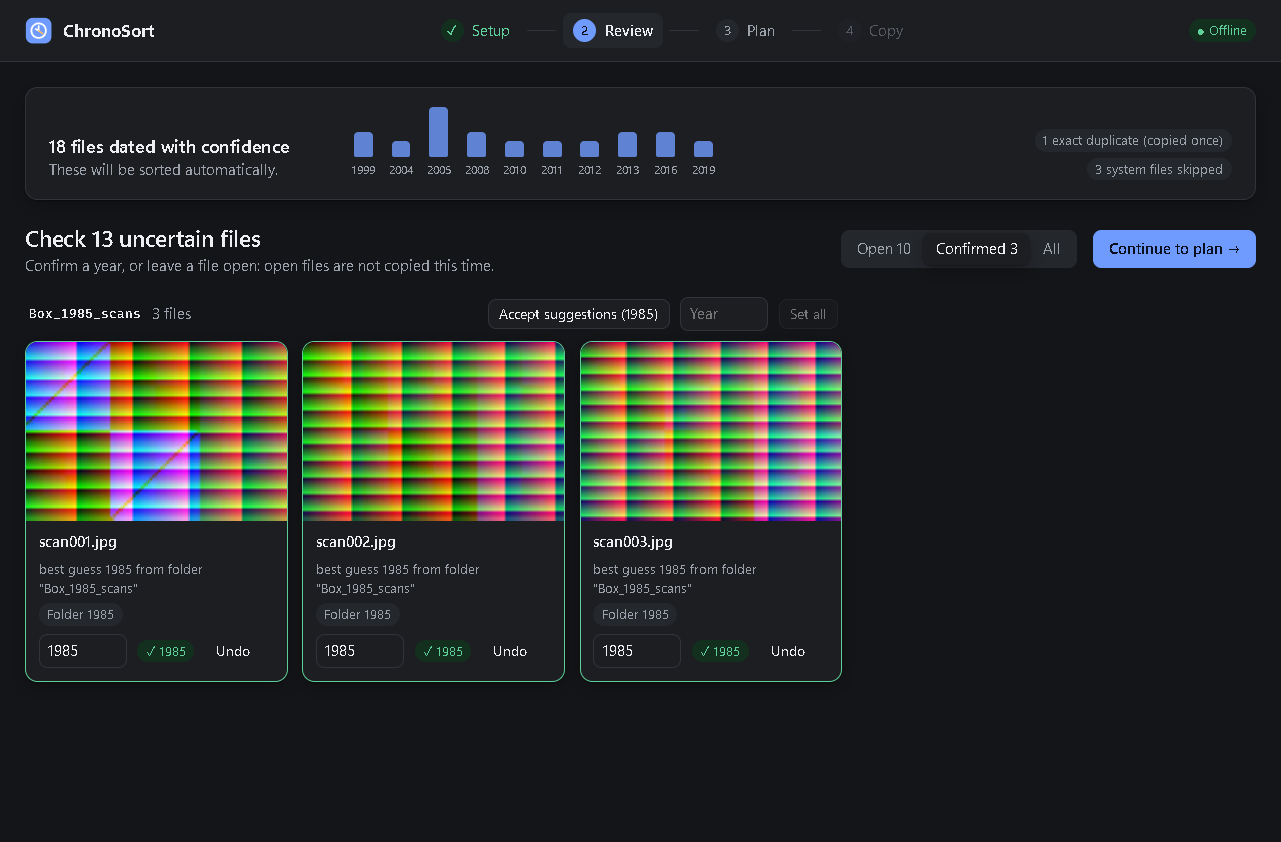 ChronoSort
✓ Setup
2 Review
3 Plan
4 Copy
Offline
18 files dated with confidence
These will be sorted automatically.
1999 2004 2005 2008 2010 2011 2012 2013 2016 2019
1 exact duplicate (copied once)
3 system files skipped
Check 13 uncertain files
Confirm a year, or leave a file open: open files are not copied this time.
Open 10 Confirmed 3 All
Continue to plan →
Box_1985_scans 3 files
Accept suggestions (1985) Year Set all
scan001.jpg
best guess 1985 from folder
"Box_1985_scans"
Folder 1985
1985 ✓ 1985 Undo
scan002.jpg
best guess 1985 from folder
"Box_1985_scans"
Folder 1985
1985 ✓ 1985 Undo
scan003.jpg
best guess 1985 from folder
"Box_1985_scans"
Folder 1985
1985 ✓ 1985 Undo